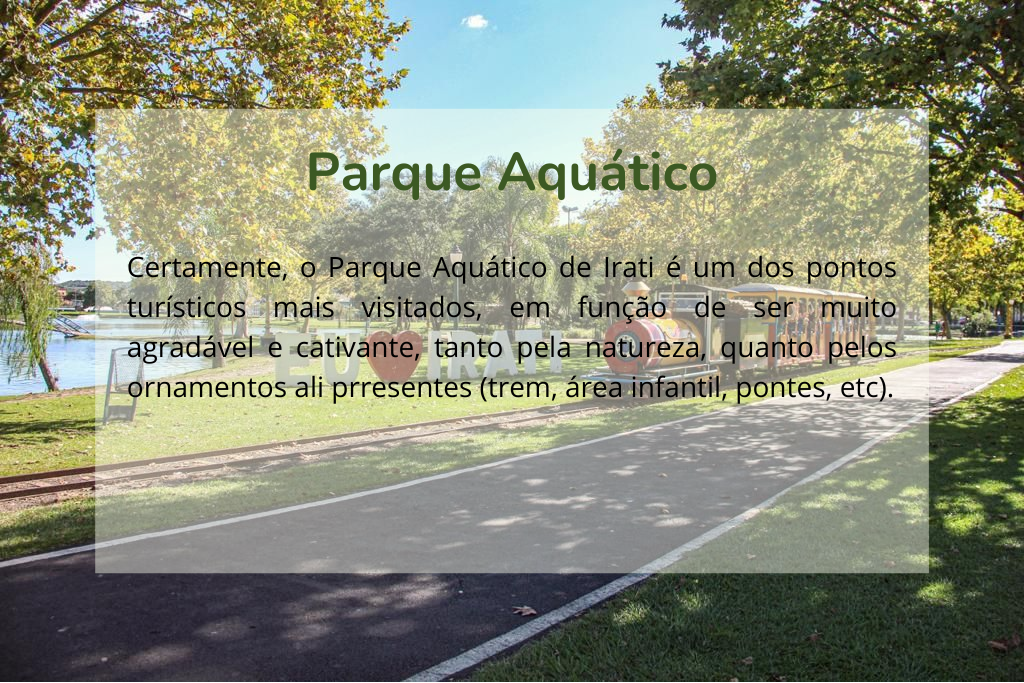 Parque Aquático
Certamente, o Parque Aquático de Irati é um dos pontos
turísticos mais visitados, em função de ser muito
agradável e cativante, tanto pela natureza, quanto pelos
ornamentos ali prresentes (trem, área infantil, pontes, etc).
EU IRATI